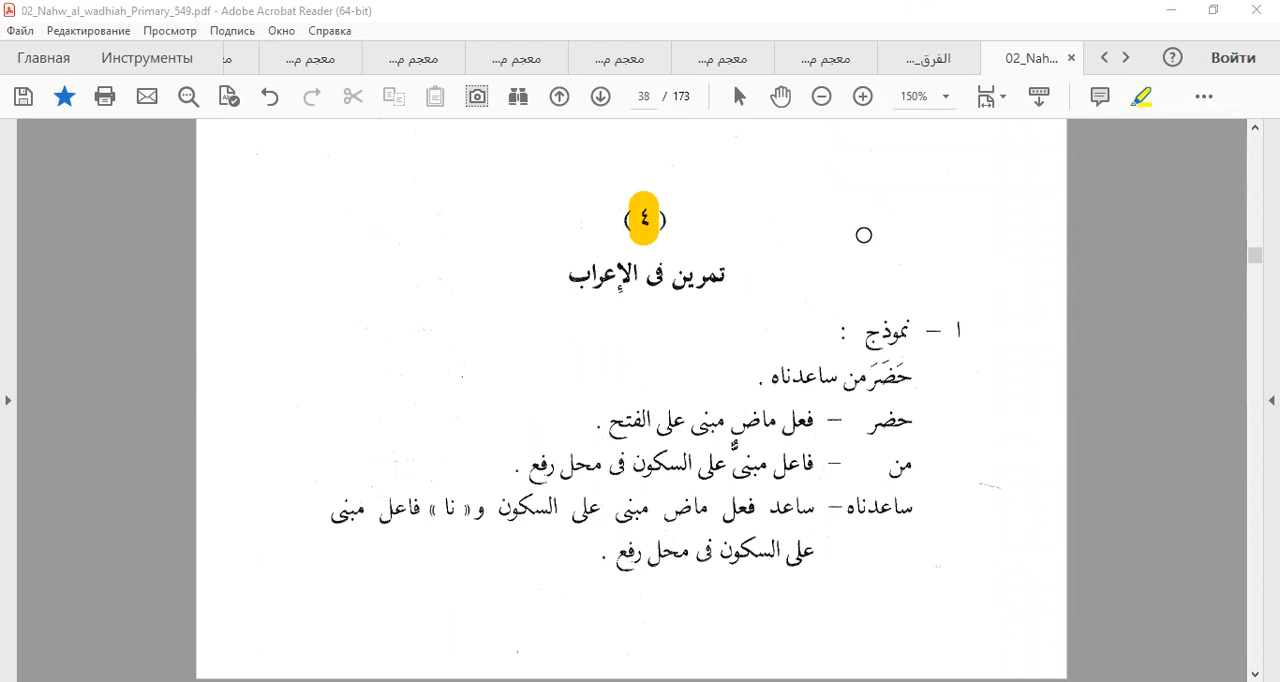 02_Nahw_al_wadhiah_Primary_549.pdf - Adobe Acrobat Reader (64-bit)
Файл Редактирование Просмотр Подпись Окно Справка
Главная Инструменты معجم م... معجم م... معجم م... معجم م... معجم م... معجم م... الفرق_... 02_Nah... × Войти
38 / 173 150%
(٤)
تمرين فى الإعراب
١ – نموذج :
حَضَرَ من ساعدناه .
حضر – فعل ماضٍ مبنى على الفتح .
من – فاعل مبنىٌّ على السكون فى محل رفع .
ساعدناه – ساعد فعل ماض مبنى على السكون و« نا » فاعل مبنى
على السكون فى محل رفع .